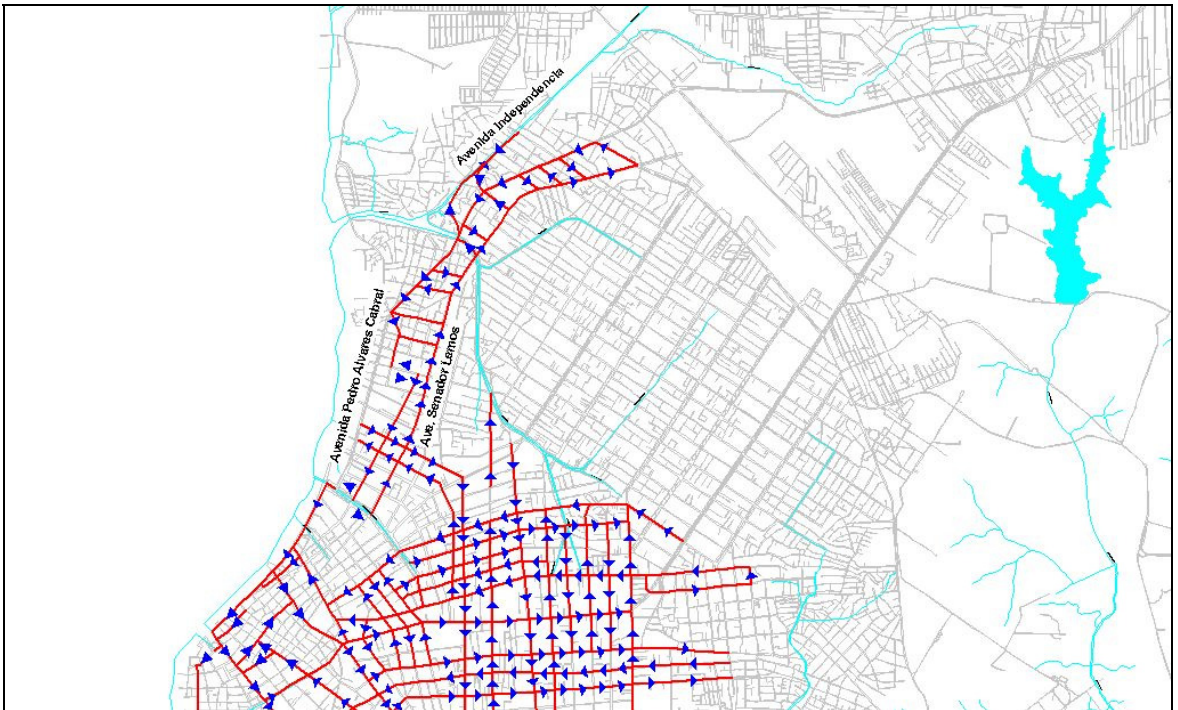 Avenida Independencia
Avenida Pedro Alvares Cabral
Ave. Senador Lemos